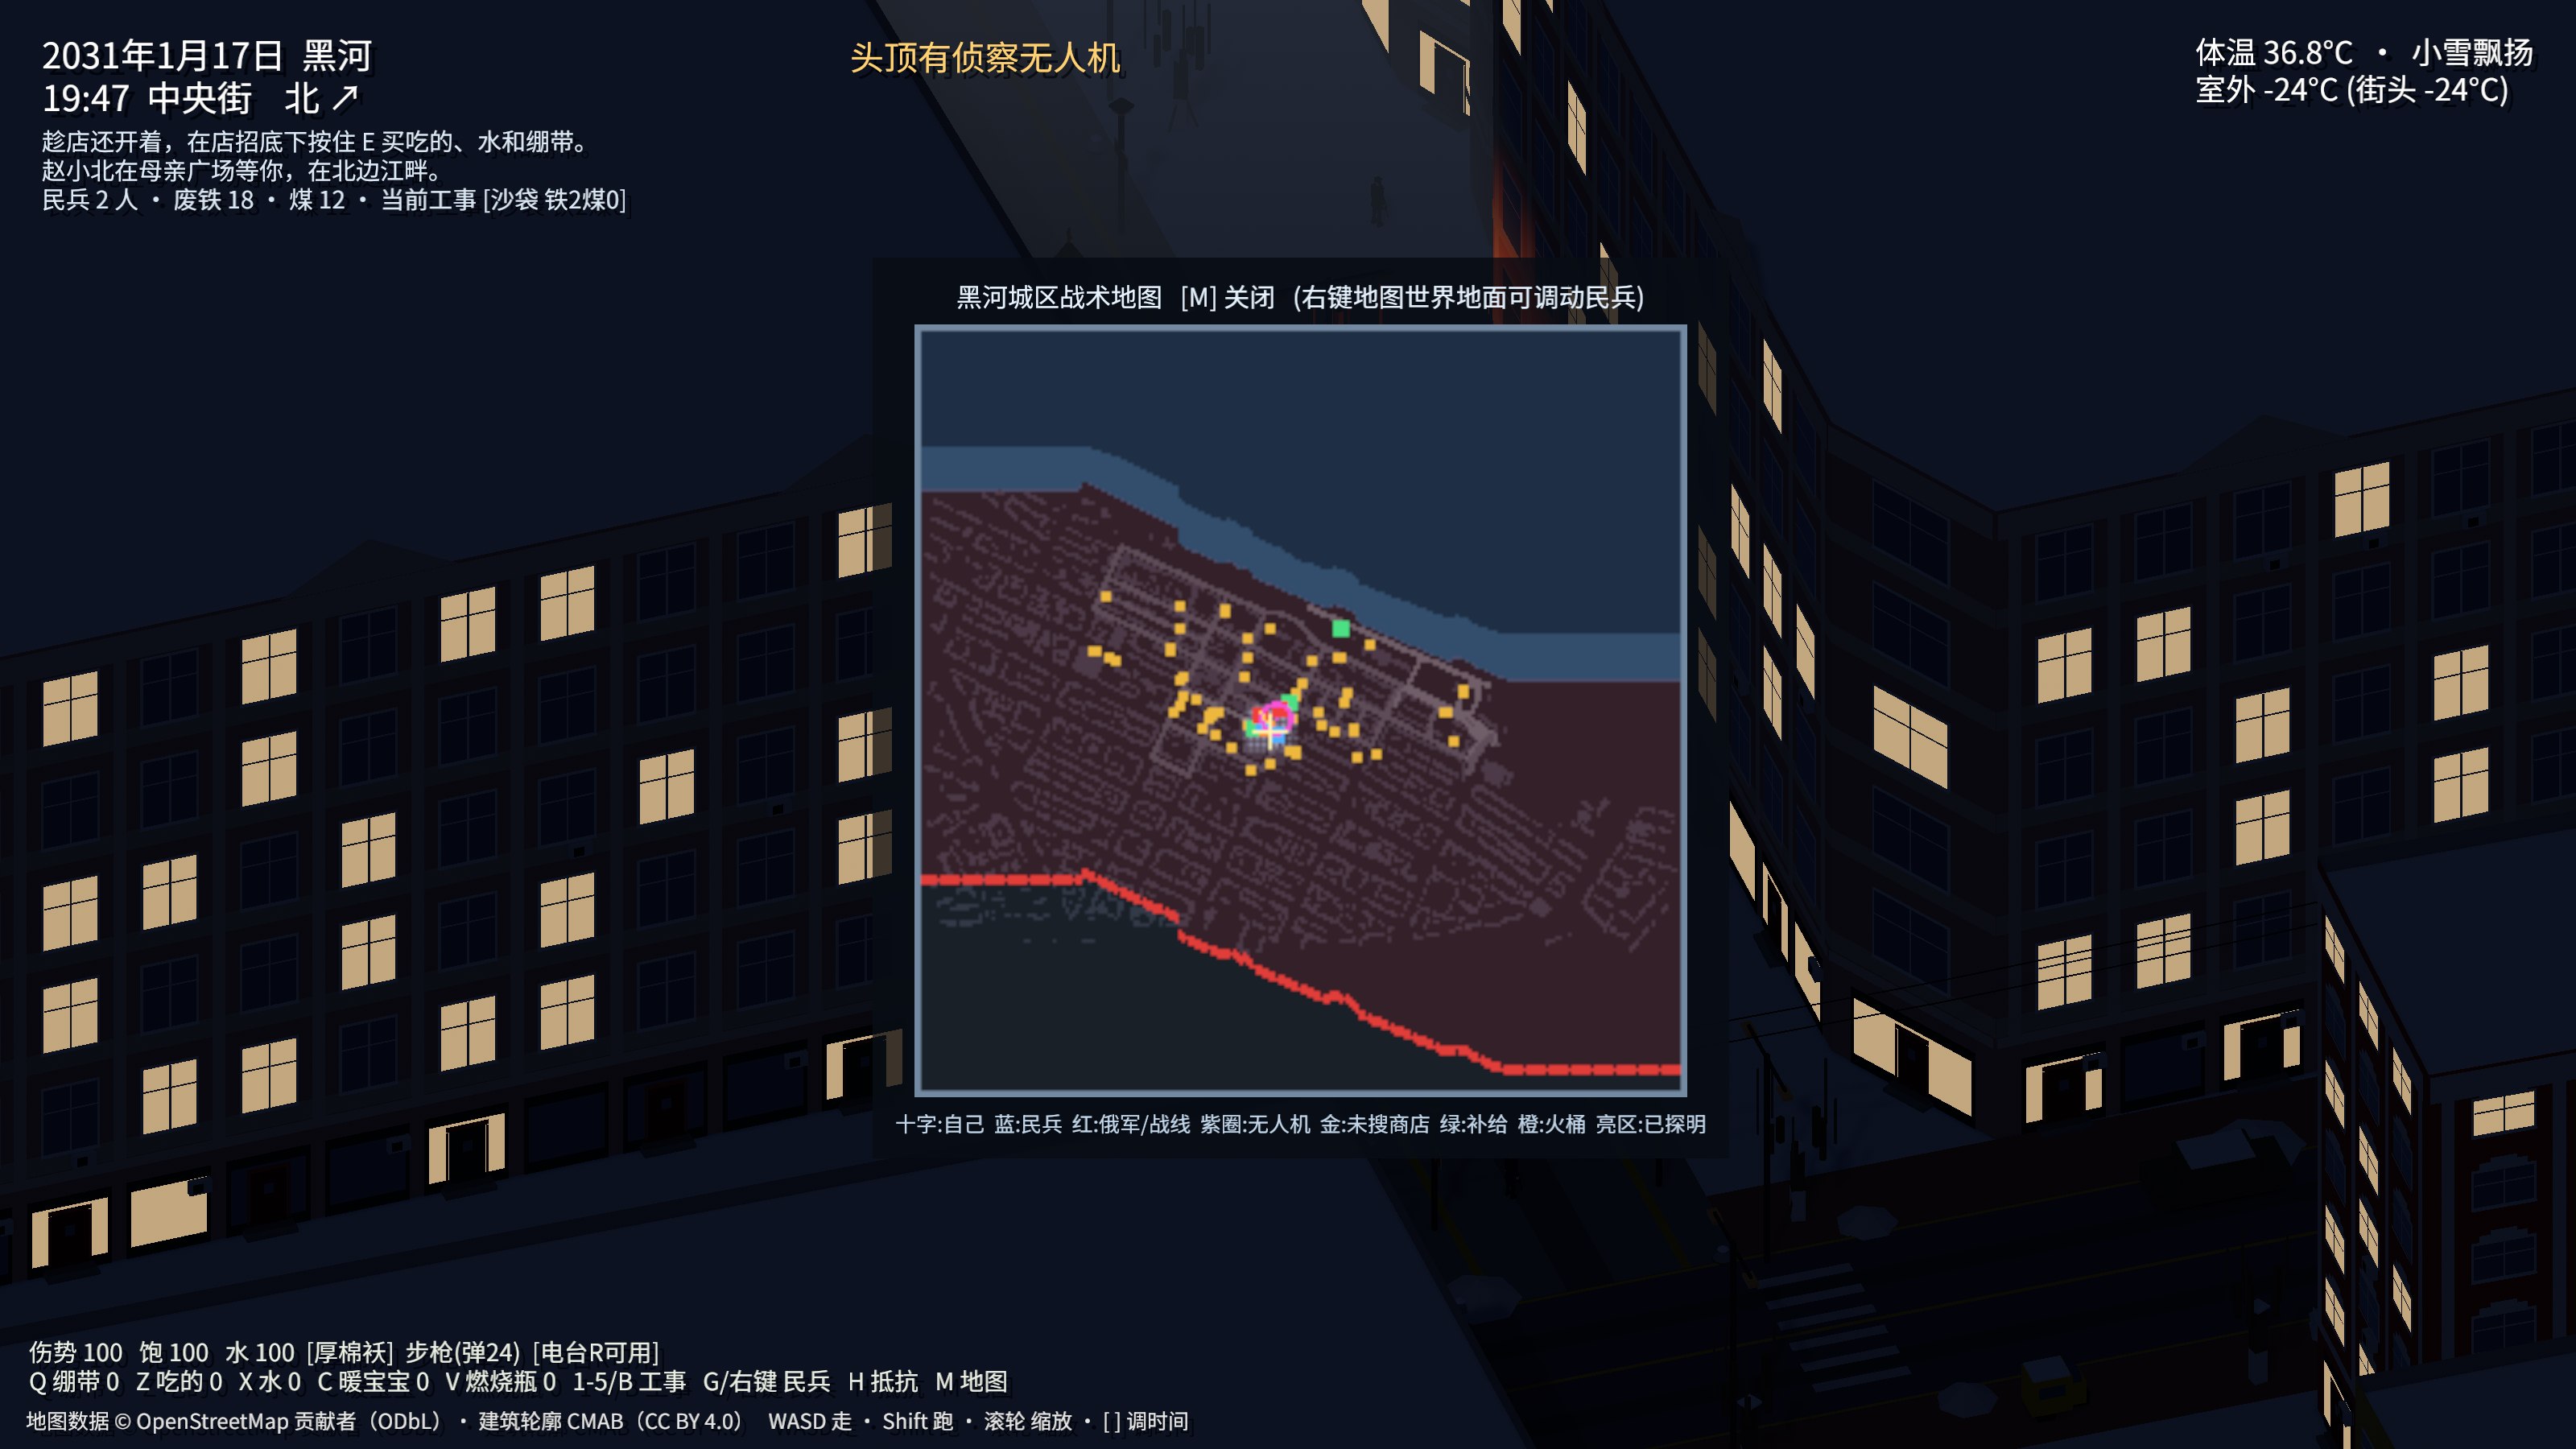 2031年1月17日 黑河
19:47 中央街 北 ↗
趁店还开着，在店招底下按住 E 买吃的、水和绷带。
赵小北在母亲广场等你，在北边江畔。
民兵 2 人 · 废铁 18 · 煤 12 · 当前工事 [沙袋 铁2煤0]
头顶有侦察无人机
体温 36.8°C · 小雪飘扬
室外 -24°C (街头 -24°C)
黑河城区战术地图 [M] 关闭 (右键地图世界地面可调动民兵)
十字:自己 蓝:民兵 红:俄军/战线 紫圈:无人机 金:未搜商店 绿:补给 橙:火桶 亮区:已探明
伤势 100 饱 100 水 100 [厚棉袄] 步枪(弹24) [电台R可用]
Q 绷带 0 Z 吃的 0 X 水 0 C 暖宝宝 0 V 燃烧瓶 0 1-5/B 工事 G/右键 民兵 H 抵抗 M 地图
地图数据 © OpenStreetMap 贡献者（ODbL） · 建筑轮廓 CMAB（CC BY 4.0） WASD 走 · Shift 跑 · 滚轮 缩放 · [ ] 调时间